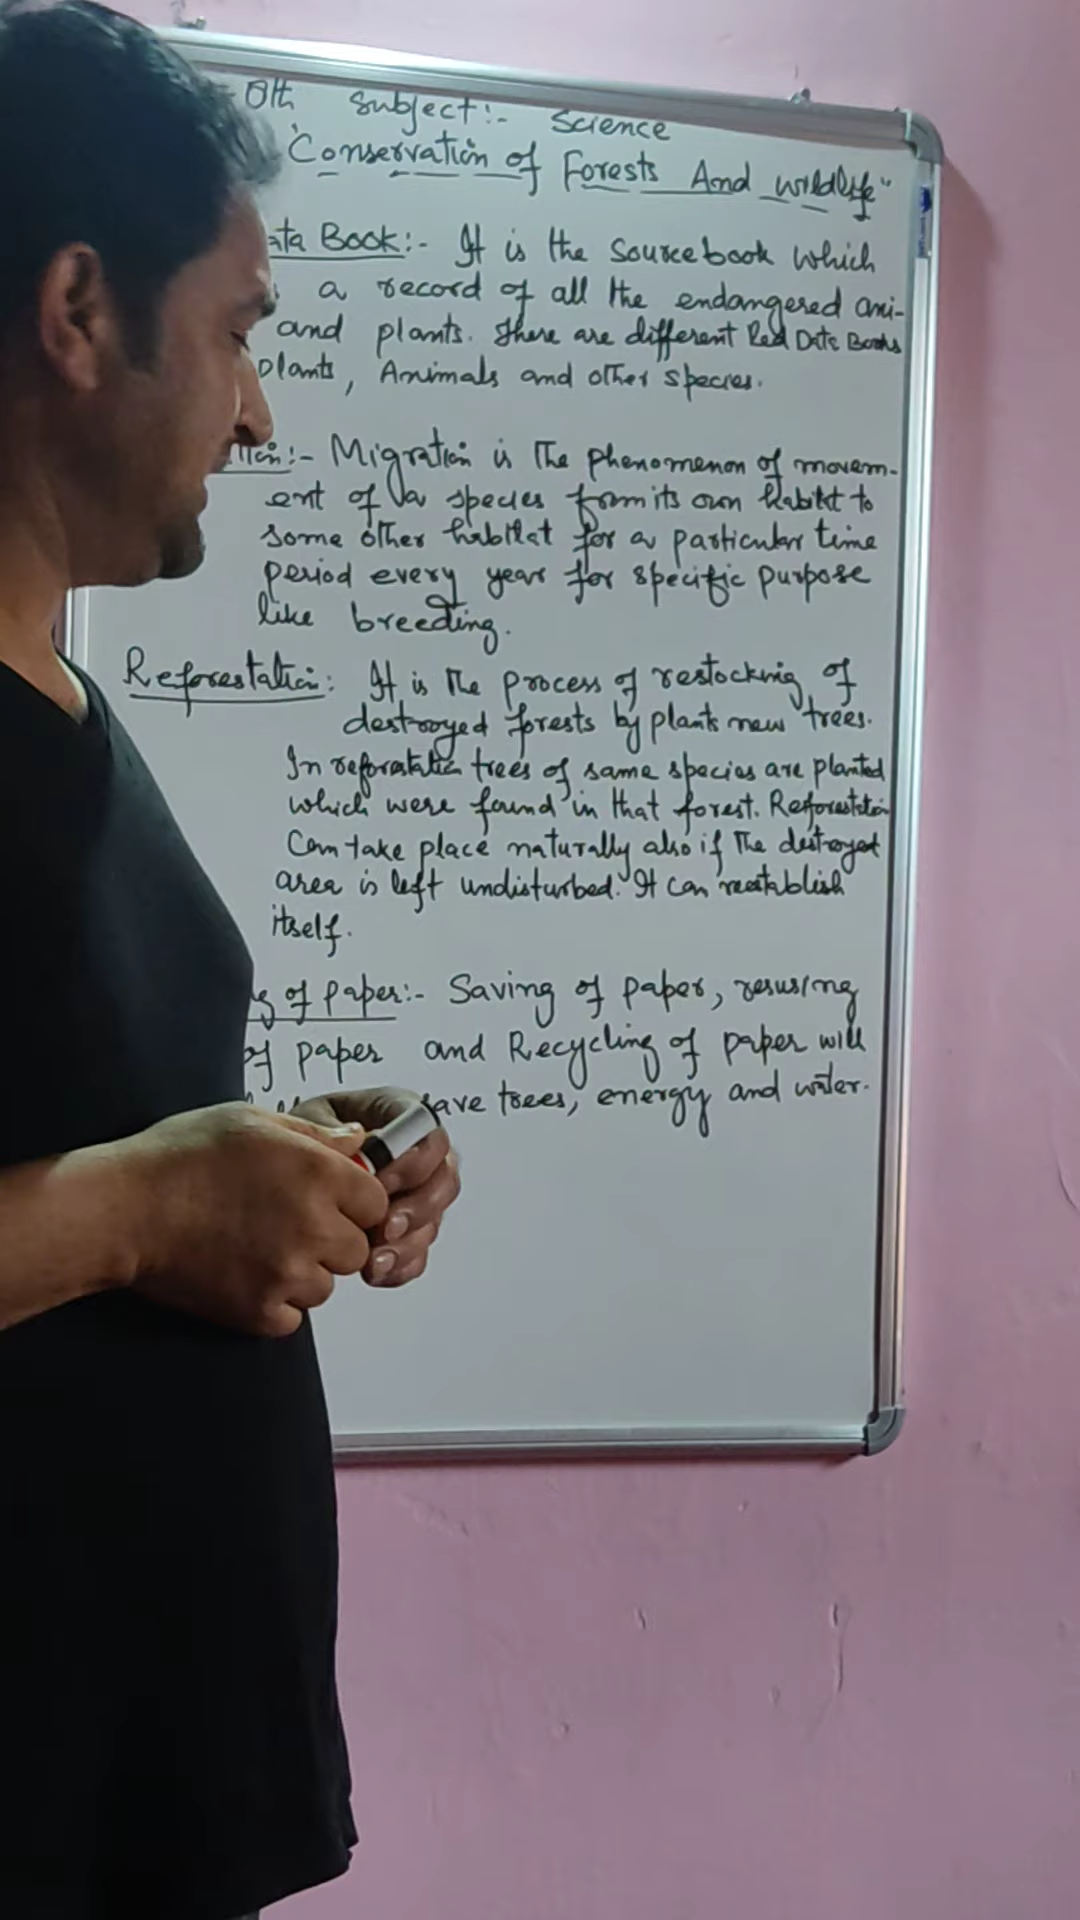 8th Subject:- Science
"Conservation of Forests And wildlife"
ata Book:- It is the Sourcebook which
a record of all the endangered ani-
and plants. There are different Red Data Books
plants, Animals and other species.
tion:- Migration is The phenomenon of movem-
ent of a species from its own habitat to
some other habitat for a particular time
period every year for specific purpose
like breeding.
Reforestation: It is The process of restocking of
destroyed forests by plants new trees.
In reforestation trees of same species are planted
which were found in that forest. Reforestation
Can take place naturally also if The destroyed
area is left undisturbed. It can reestablish
itself.
g of paper:- Saving of paper, resusing
of paper and Recycling of paper will
save trees, energy and water.